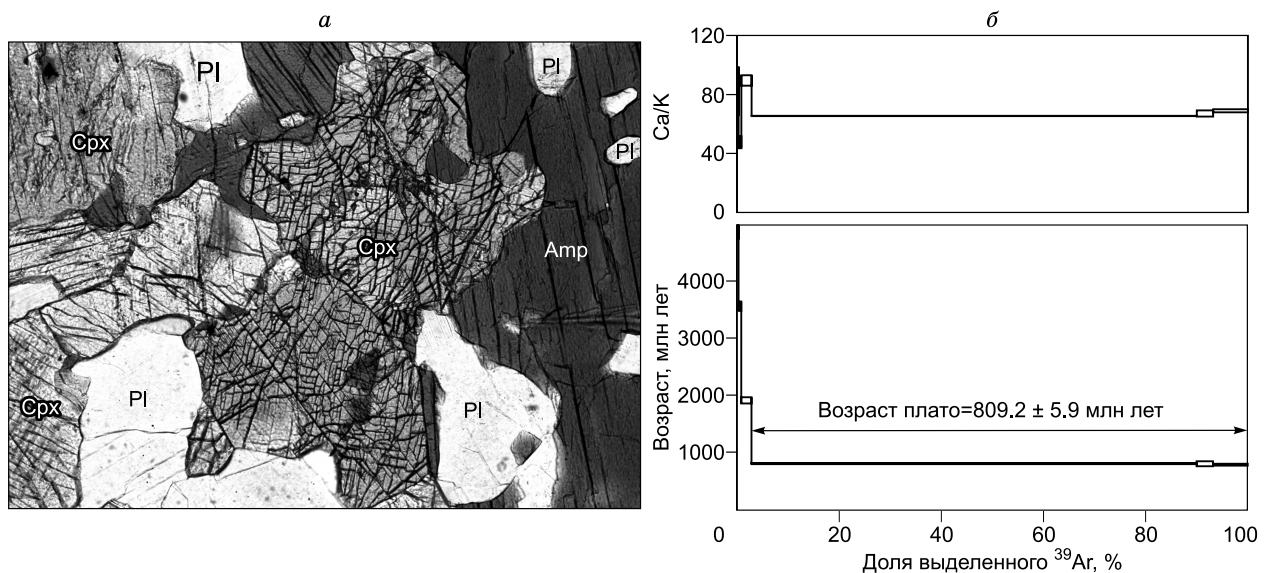 а
Pl
Pl
Cpx
Pl
Cpx
Amp
Pl
Pl
Cpx
б
120
80
40
0
Ca/K
4000
3000
2000
1000
Возраст, млн лет
Возраст плато=809.2 ± 5.9 млн лет
0
20
40
60
80
100
Доля выделенного ³⁹Ar, %